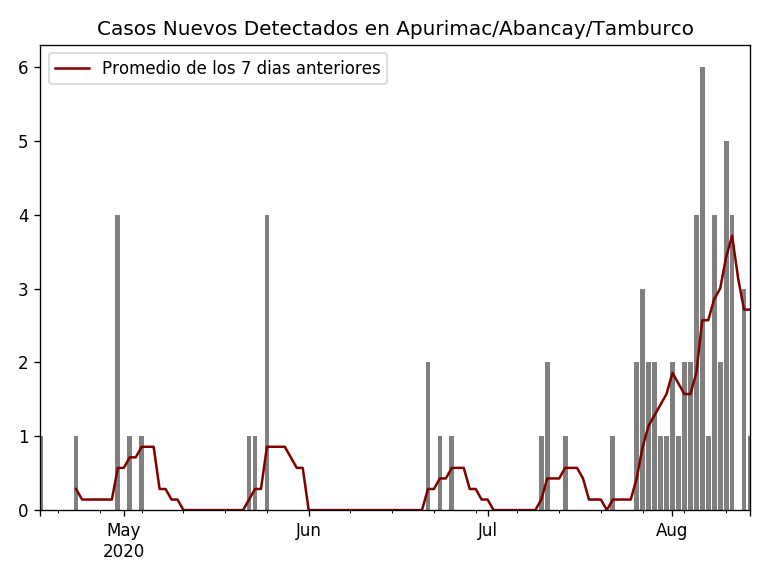 Casos Nuevos Detectados en Apurimac/Abancay/Tamburco
Promedio de los 7 dias anteriores
6
5
4
3
2
1
0
May Jun Jul Aug
2020